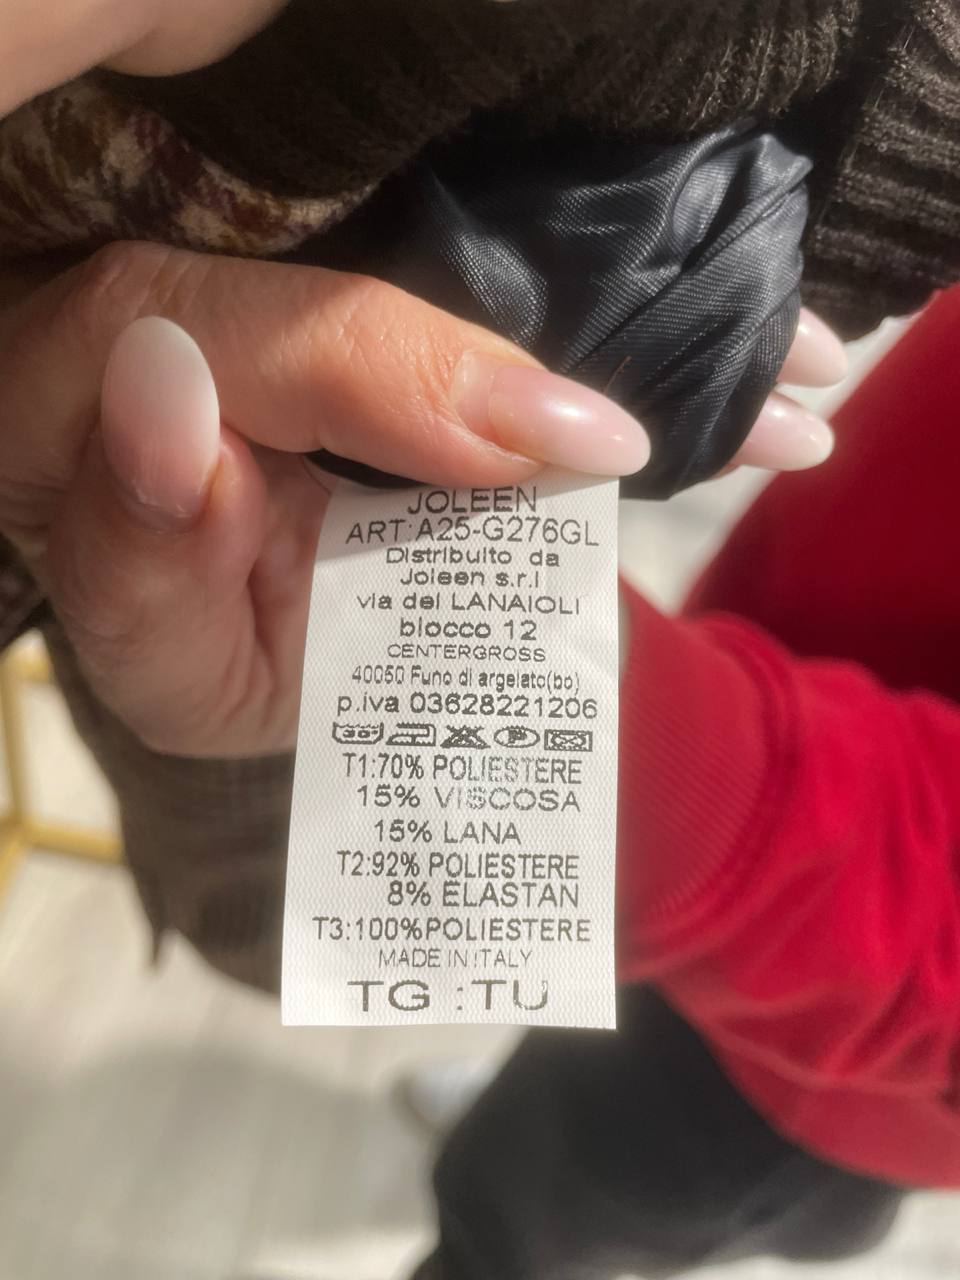 JOLEEN
ART:A25-G276GL
Distribuito da
Joleen s.r.l
via dei LANAIOLI
blocco 12
CENTERGROSS
40050 Funo di argelato(bo)
p.iva 03628221206
30° P
T1:70% POLIESTERE
15% VISCOSA
15% LANA
T2:92% POLIESTERE
8% ELASTAN
T3:100%POLIESTERE
MADE IN ITALY
TG :TU